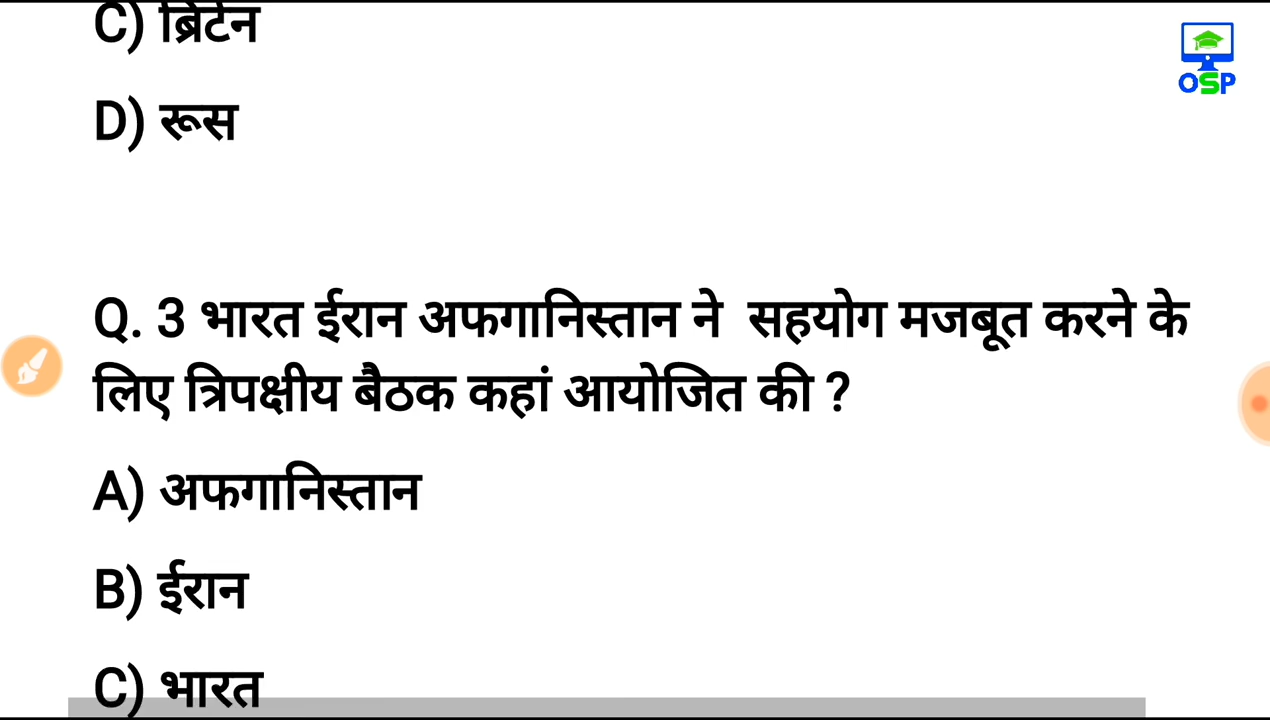 C) ब्रिटेन
OSP
D) रूस
Q. 3 भारत ईरान अफगानिस्तान ने सहयोग मजबूत करने के
लिए त्रिपक्षीय बैठक कहां आयोजित की ?
A) अफगानिस्तान
B) ईरान
C) भारत